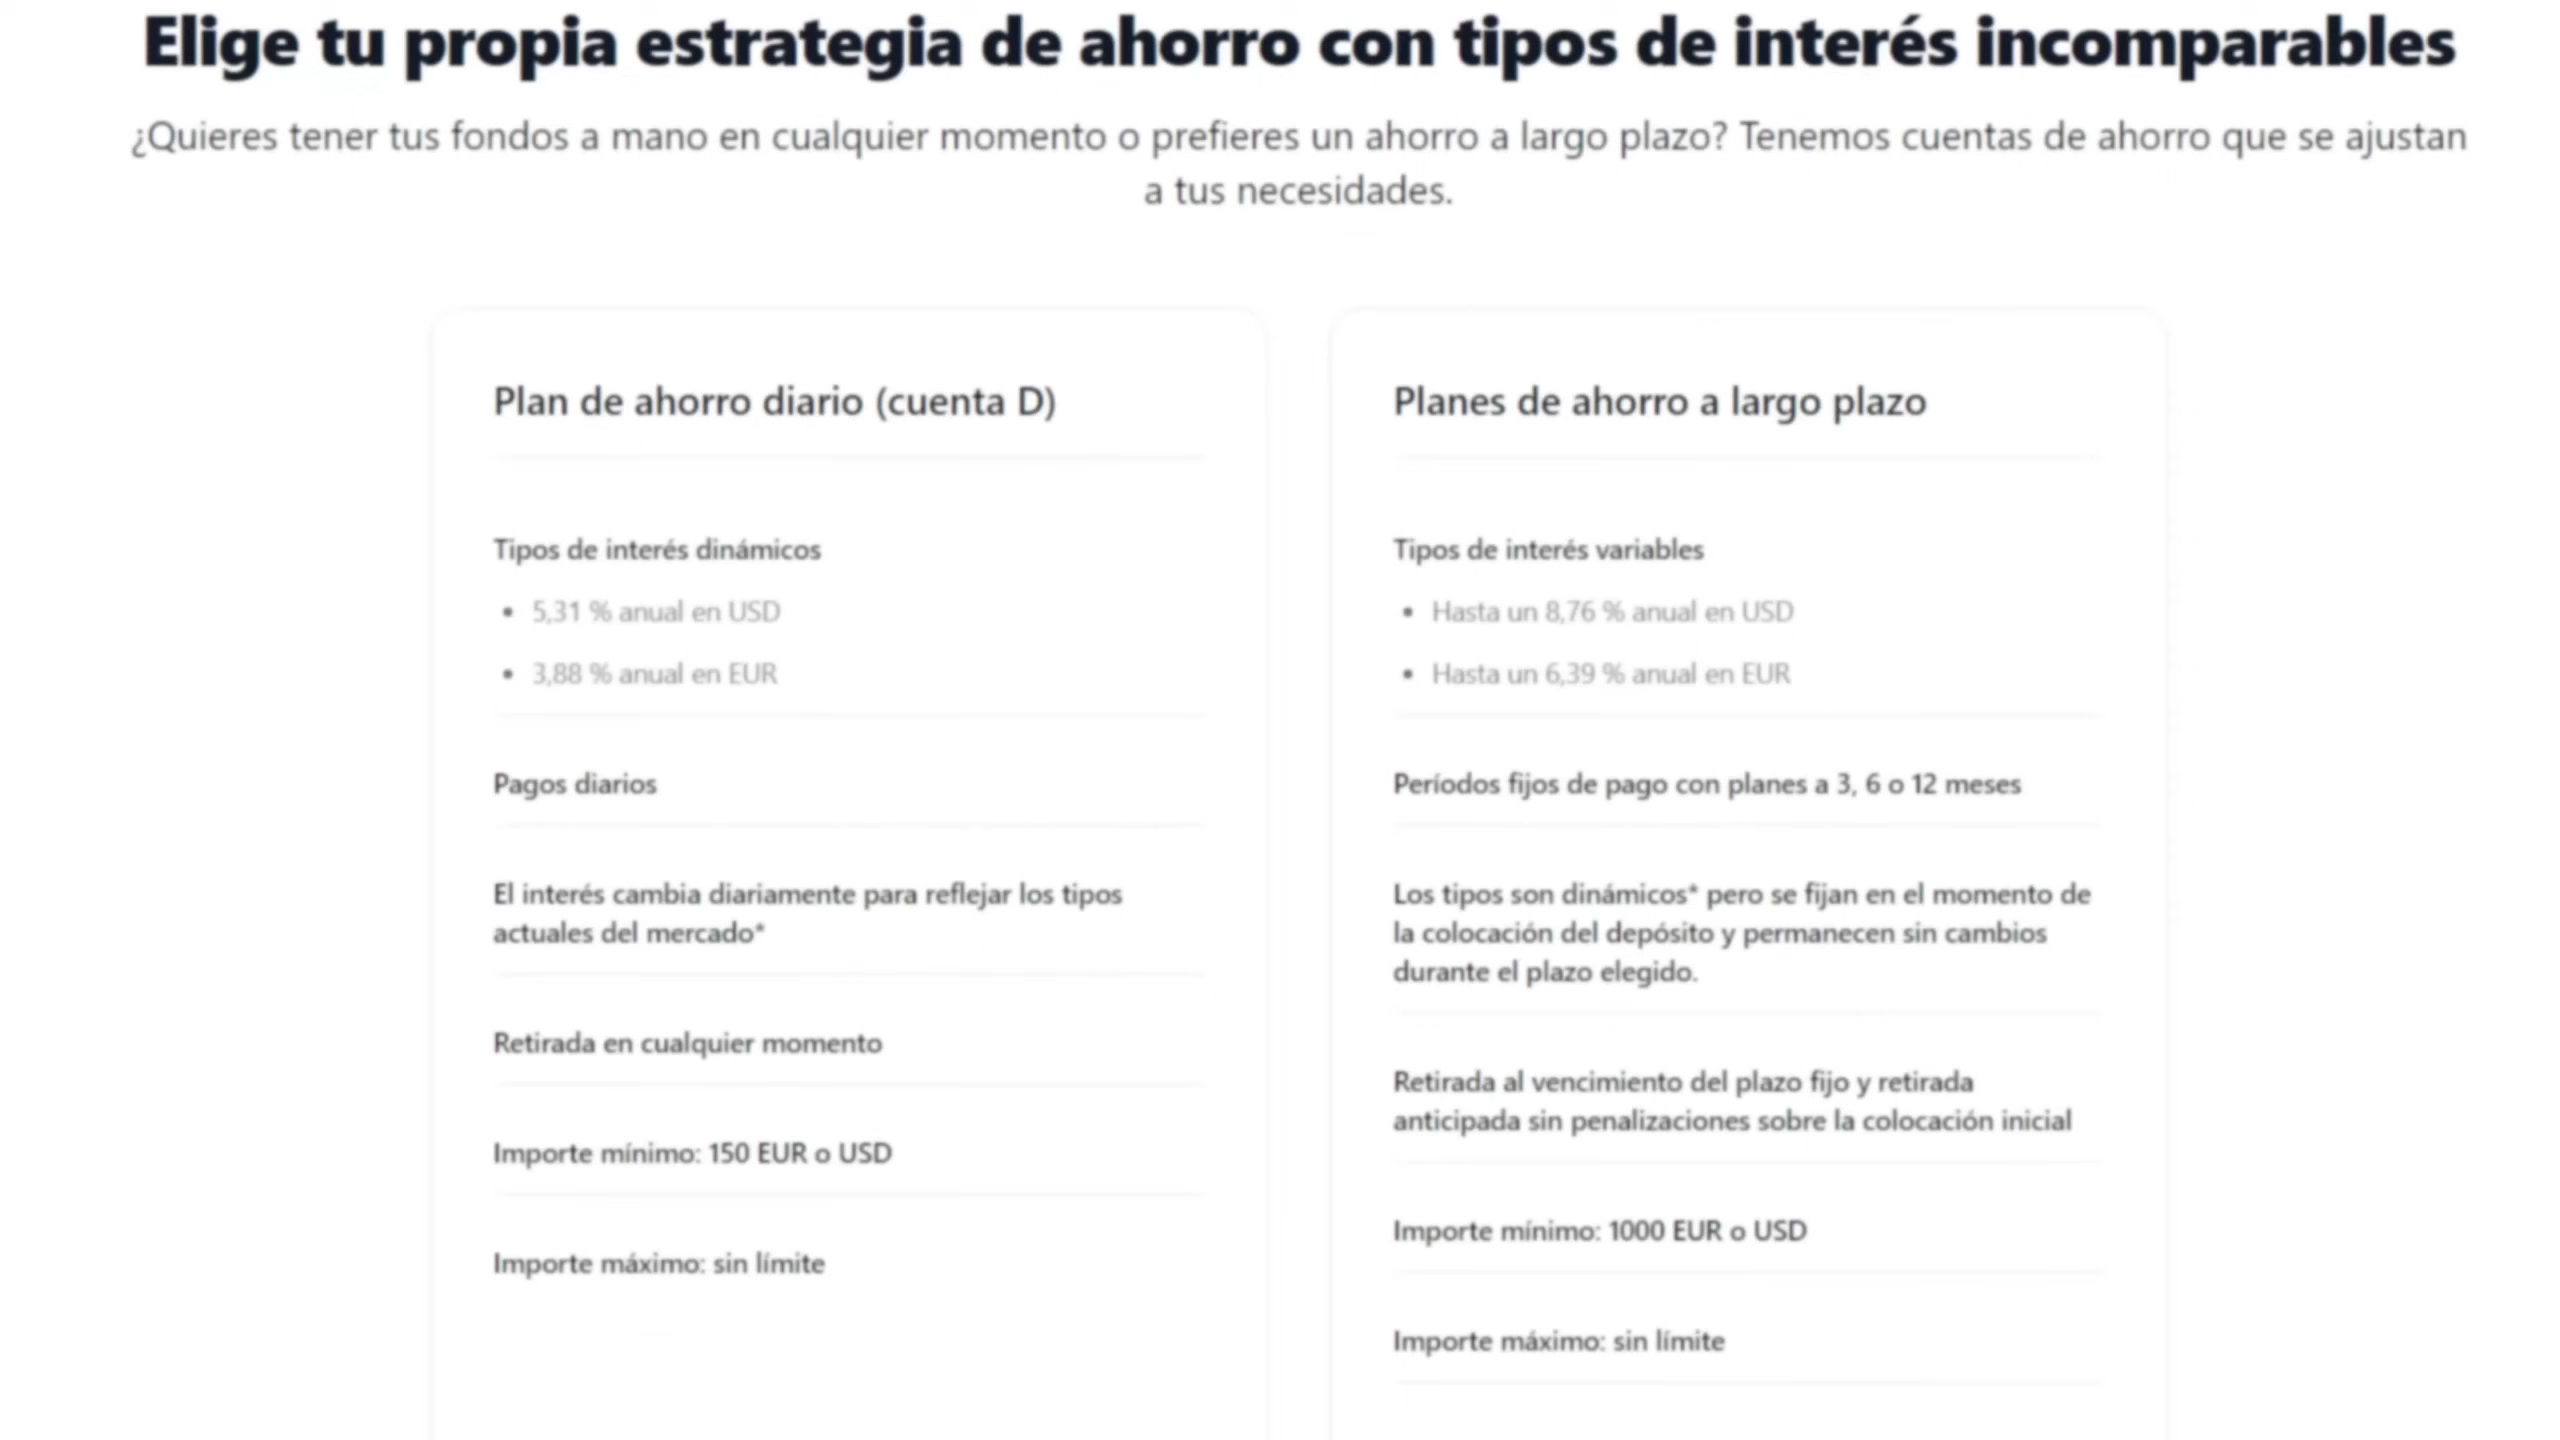 Elige tu propia estrategia de ahorro con tipos de interés incomparables
¿Quieres tener tus fondos a mano en cualquier momento o prefieres un ahorro a largo plazo? Tenemos cuentas de ahorro que se ajustan
a tus necesidades.
Plan de ahorro diario (cuenta D)
Tipos de interés dinámicos
• 5,31 % anual en USD
• 3,88 % anual en EUR
Pagos diarios
El interés cambia diariamente para reflejar los tipos
actuales del mercado*
Retirada en cualquier momento
Importe mínimo: 150 EUR o USD
Importe máximo: sin límite
Planes de ahorro a largo plazo
Tipos de interés variables
• Hasta un 8,76 % anual en USD
• Hasta un 6,39 % anual en EUR
Períodos fijos de pago con planes a 3, 6 o 12 meses
Los tipos son dinámicos* pero se fijan en el momento de
la colocación del depósito y permanecen sin cambios
durante el plazo elegido.
Retirada al vencimiento del plazo fijo y retirada
anticipada sin penalizaciones sobre la colocación inicial
Importe mínimo: 1000 EUR o USD
Importe máximo: sin límite